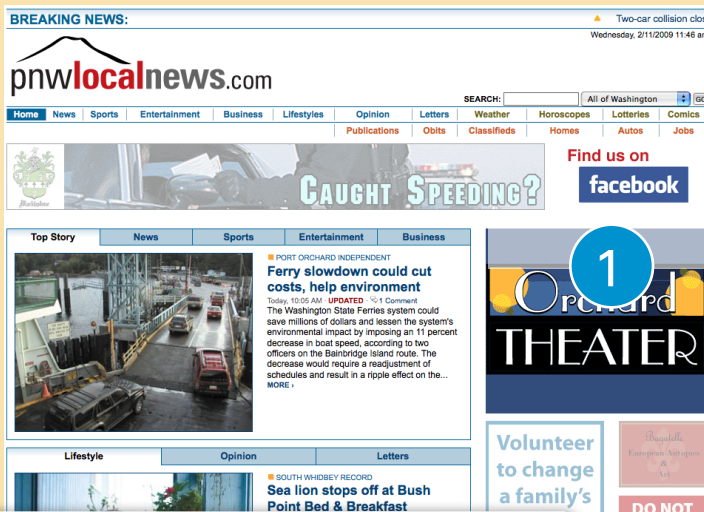 BREAKING NEWS:
Two-car collision clos
Wednesday, 2/11/2009 11:46 am
pnwlocalnews.com
SEARCH: All of Washington GO
Home News Sports Entertainment Business Lifestyles Opinion Letters Weather Horoscopes Lotteries Comics
Publications Obits Classifieds Homes Autos Jobs
CAUGHT SPEEDING?
Find us on
facebook
Top Story News Sports Entertainment Business
PORT ORCHARD INDEPENDENT
Ferry slowdown could cut
costs, help environment
Today, 10:05 AM · UPDATED · 1 Comment
The Washington State Ferries system could
save millions of dollars and lessen the system's
environmental impact by imposing an 11 percent
decrease in boat speed, according to two
officers on the Bainbridge Island route. The
decrease would require a readjustment of
schedules and result in a ripple effect on the...
MORE ›
1
Orchard
THEATER
Lifestyle Opinion Letters
SOUTH WHIDBEY RECORD
Sea lion stops off at Bush
Point Bed & Breakfast
Volunteer
to change
a family's
Bagatelle
European Antiques
&
Art
DO NOT